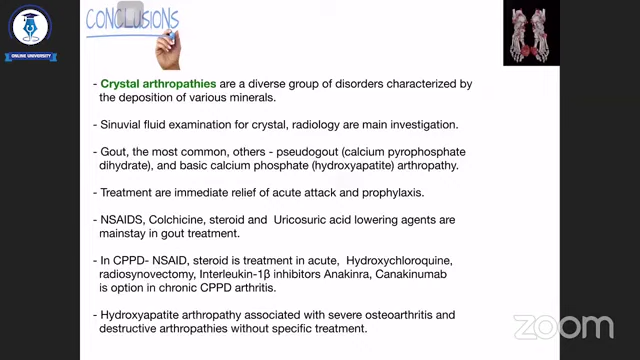 ONLINE UNIVERSITY
CONCLUSIONS
- Crystal arthropathies are a diverse group of disorders characterized by
the deposition of various minerals.
- Sinuvial fluid examination for crystal, radiology are main investigation.
- Gout, the most common, others - pseudogout (calcium pyrophosphate
dihydrate), and basic calcium phosphate (hydroxyapatite) arthropathy.
- Treatment are immediate relief of acute attack and prophylaxis.
- NSAIDS, Colchicine, steroid and Uricosuric acid lowering agents are
mainstay in gout treatment.
- In CPPD- NSAID, steroid is treatment in acute, Hydroxychloroquine,
radiosynovectomy, Interleukin-1β inhibitors Anakinra, Canakinumab
is option in chronic CPPD arthritis.
- Hydroxyapatite arthropathy associated with severe osteoarthritis and
destructive arthropathies without specific treatment.
zoom